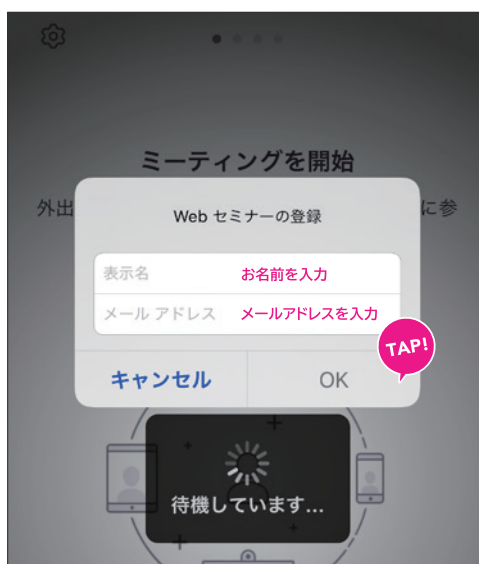 ミーティングを開始
外出
に参
Web セミナーの登録
表示名 お名前を入力
メール アドレス メールアドレスを入力
TAP!
キャンセル OK
待機しています...